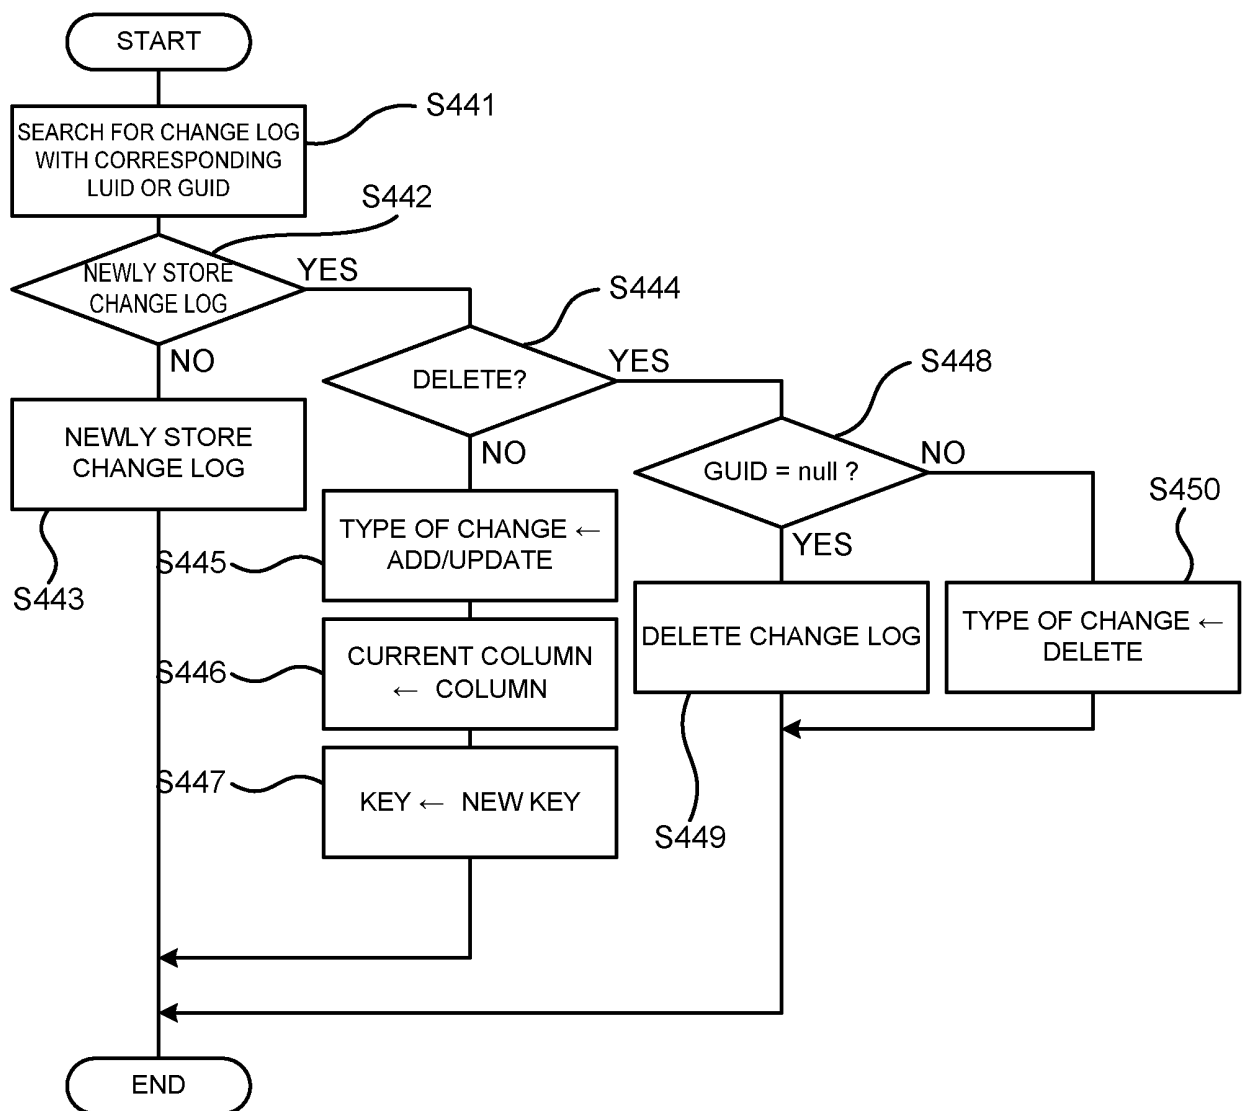 START
SEARCH FOR CHANGE LOG
WITH CORRESPONDING
LUID OR GUID
S441
S442
NEWLY STORE
CHANGE LOG
YES
NO
S444
DELETE?
YES
NO
S448
GUID = null ?
NO
YES
NEWLY STORE
CHANGE LOG
S443
TYPE OF CHANGE ←
ADD/UPDATE
S445
CURRENT COLUMN
← COLUMN
S446
KEY ← NEW KEY
S447
DELETE CHANGE LOG
S449
S450
TYPE OF CHANGE ←
DELETE
END